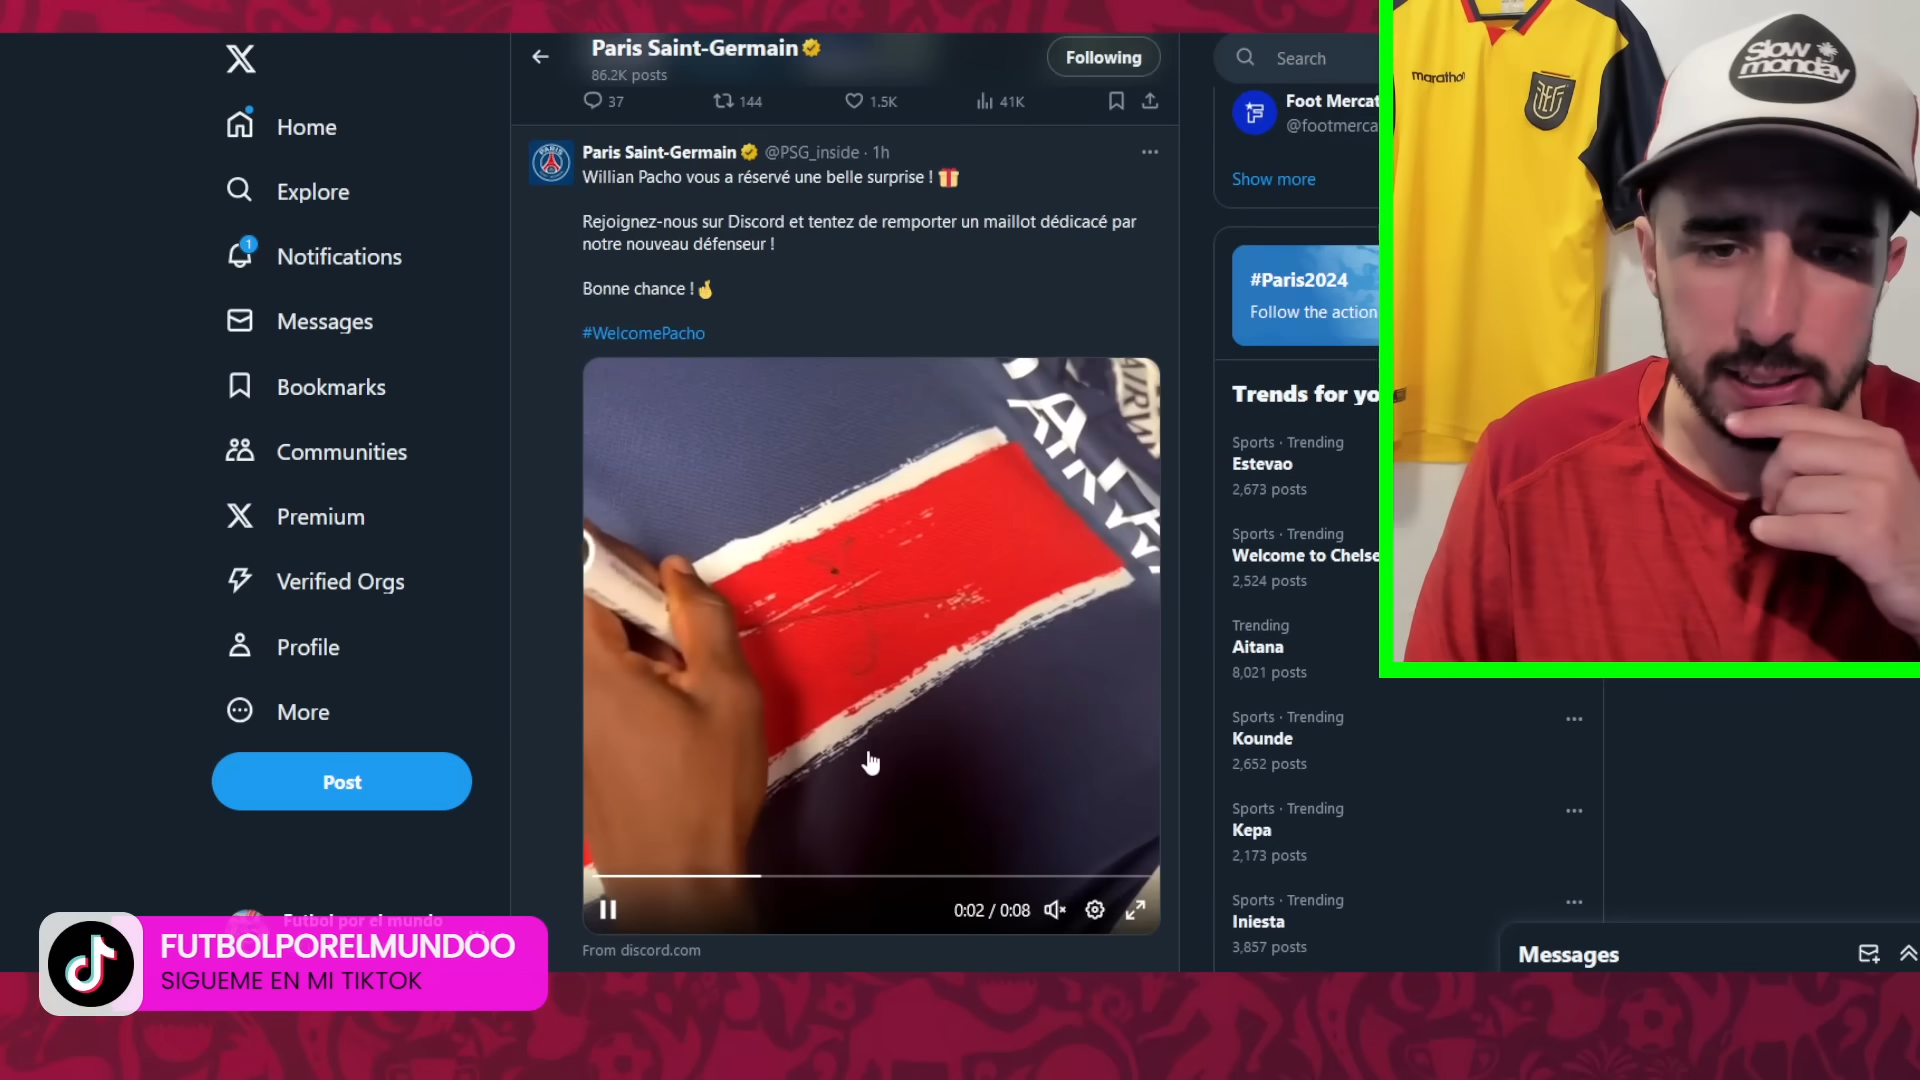 Paris Saint-Germain
86.2K posts
Following
Search
37
144
1.5K
41K
Home
Explore
1
Notifications
Messages
Bookmarks
Communities
Premium
Verified Orgs
Profile
More
Post
Futbol por el mundo
Paris Saint-Germain @PSG_inside · 1h
Willian Pacho vous a réservé une belle surprise !
Rejoignez-nous sur Discord et tentez de remporter un maillot dédicacé par
notre nouveau défenseur !
Bonne chance !
#WelcomePacho
PARIS
0:02 / 0:08
From discord.com
Foot Mercat
@footmerca
Show more
#Paris2024
Follow the action
Trends for yo
Sports · Trending
Estevao
2,673 posts
Sports · Trending
Welcome to Chelse
2,524 posts
Trending
Aitana
8,021 posts
Sports · Trending
Kounde
2,652 posts
Sports · Trending
Kepa
2,173 posts
Sports · Trending
Iniesta
3,857 posts
Messages
marathon
slow
monday
FUTBOLPORELMUNDOO
SIGUEME EN MI TIKTOK